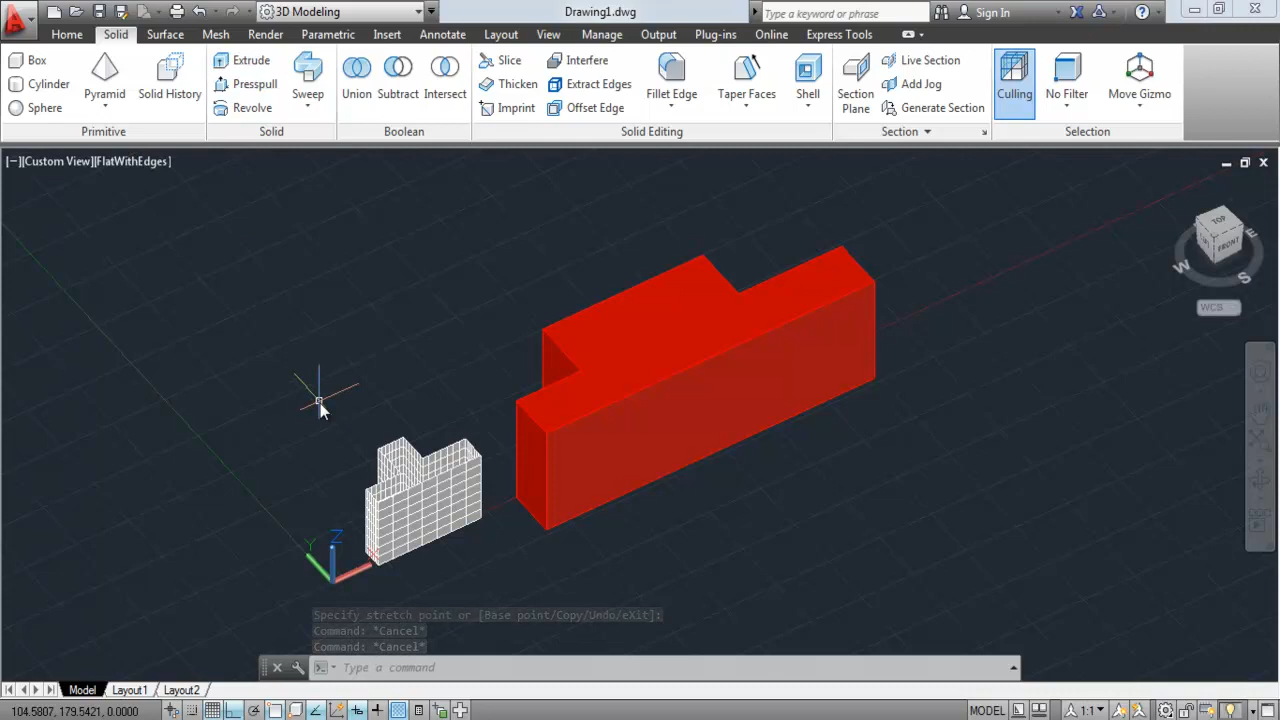 3D Modeling
Drawing1.dwg
Type a keyword or phrase
Sign In
Home Solid Surface Mesh Render Parametric Insert Annotate Layout View Manage Output Plug-ins Online Express Tools
Box
Cylinder
Sphere
Pyramid
Solid History
Primitive
Extrude
Presspull
Revolve
Sweep
Solid
Union
Subtract
Intersect
Boolean
Slice
Thicken
Imprint
Interfere
Extract Edges
Offset Edge
Fillet Edge
Taper Faces
Shell
Solid Editing
Section
Plane
Live Section
Add Jog
Generate Section
Section
Culling
No Filter
Move Gizmo
Selection
[−][Custom View][FlatWithEdges]
TOP
FRONT
E
W
S
WCS
Y
Z
Specify stretch point or [Base point/Copy/Undo/eXit]:
Command: *Cancel*
Command: *Cancel*
Type a command
Model Layout1 Layout2
104.5807, 179.5421, 0.0000
MODEL
1:1